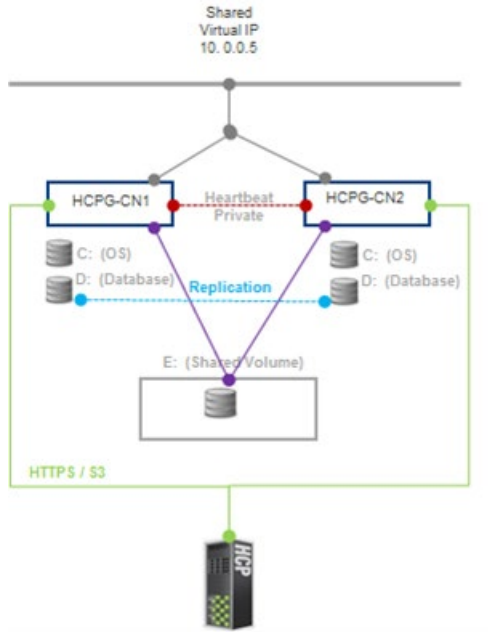 Shared
Virtual IP
10. 0.0.5
HCPG-CN1
Heartbeat
Private
HCPG-CN2
C: (OS)
D: (Database)
Replication
C: (OS)
D: (Database)
E: (Shared Volume)
HTTPS / S3
HCP